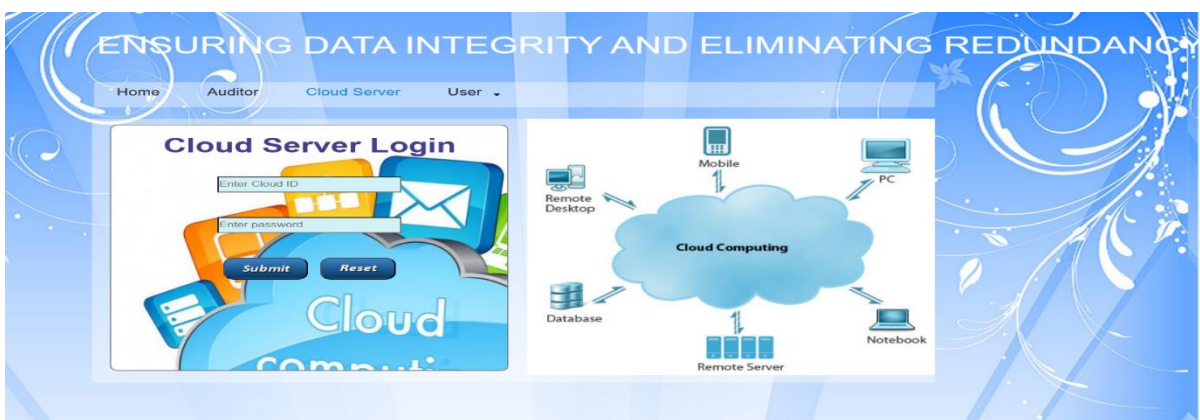 ENSURING DATA INTEGRITY AND ELIMINATING REDUNDANCY
Home Auditor Cloud Server User
Cloud Server Login
Enter Cloud ID
Enter password
Submit Reset
Cloud
Mobile
PC
Remote
Desktop
Cloud Computing
Database
Notebook
Remote Server